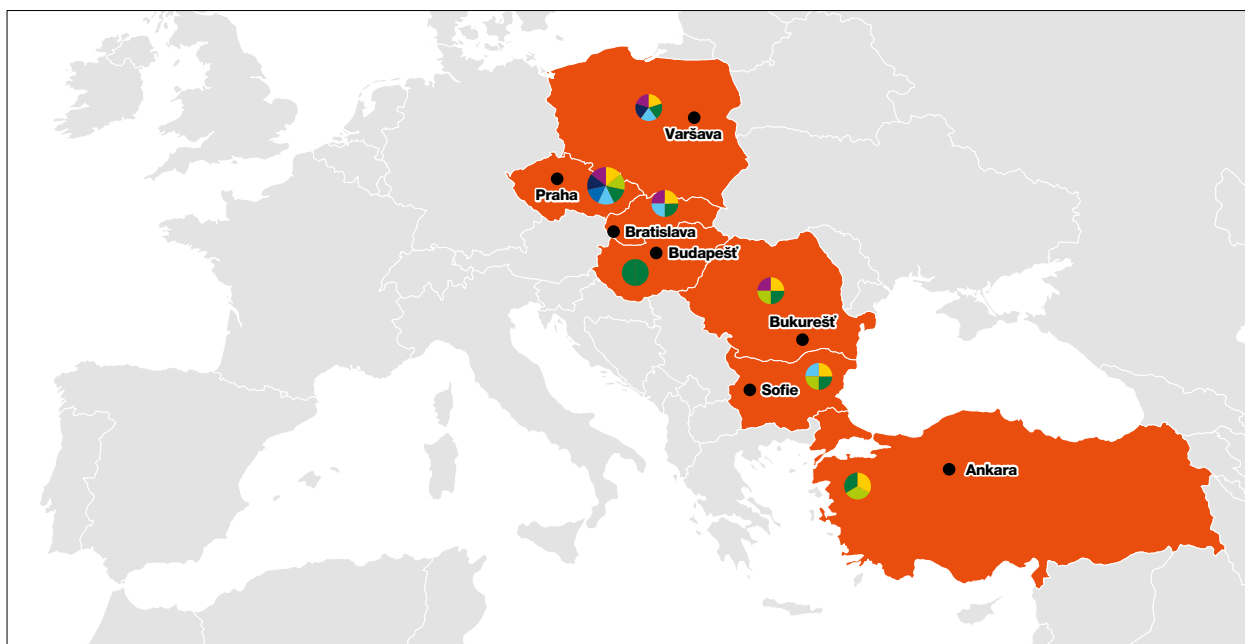 Varšava
Praha
Bratislava
Budapešť
Bukurešť
Sofie
Ankara